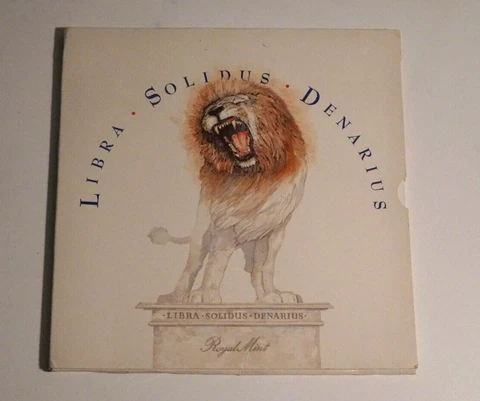 LIBRA · SOLIDUS · DENARIUS
·LIBRA·SOLIDUS·DENARIUS·
Royal Mint